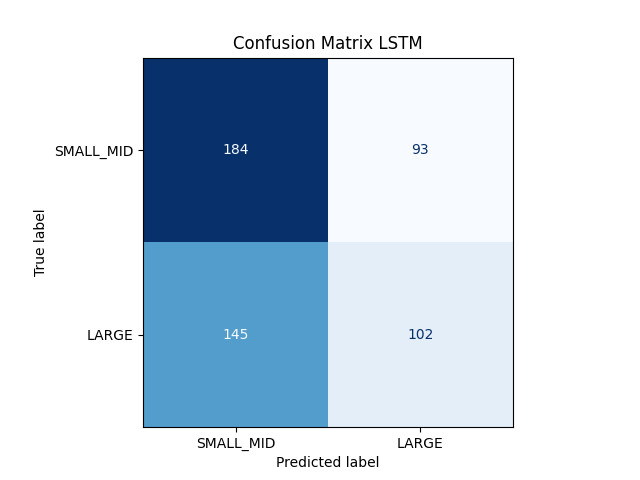 Confusion Matrix LSTM
True label
SMALL_MID
184
93
LARGE
145
102
SMALL_MID
LARGE
Predicted label